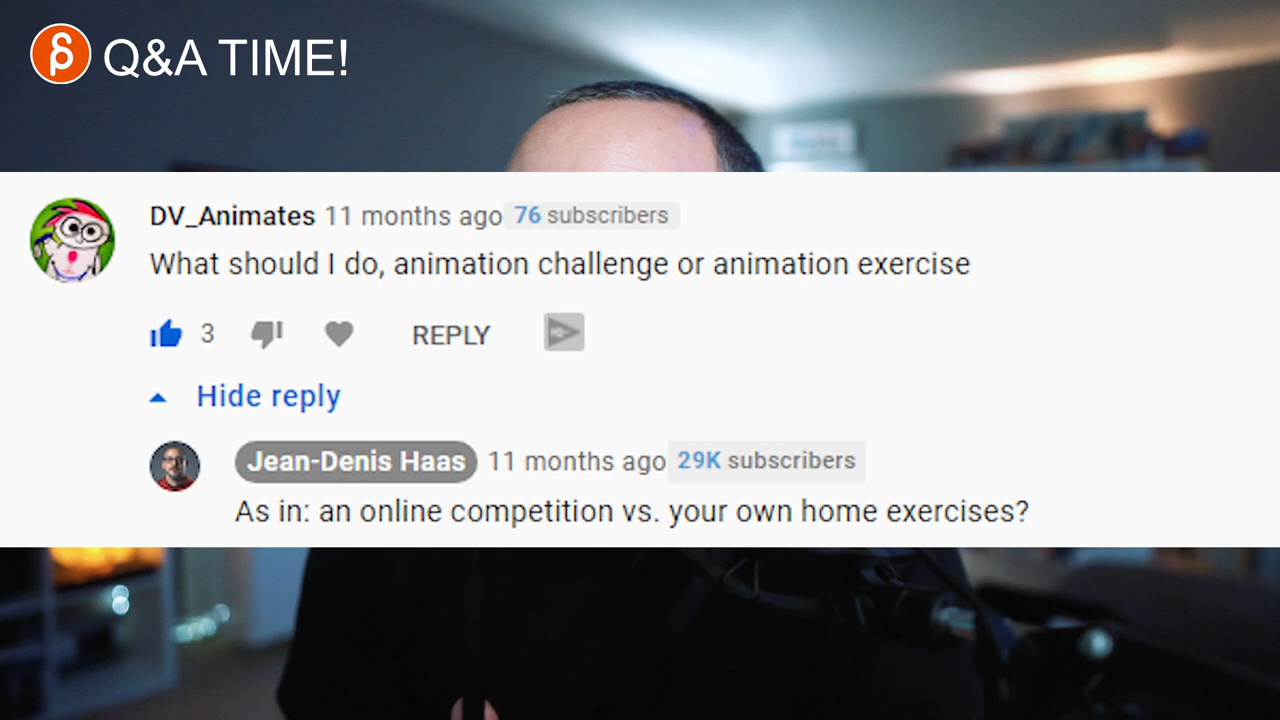 Q&A TIME!
DV_Animates 11 months ago 76 subscribers
What should I do, animation challenge or animation exercise
3 REPLY
Hide reply
Jean-Denis Haas 11 months ago 29K subscribers
As in: an online competition vs. your own home exercises?